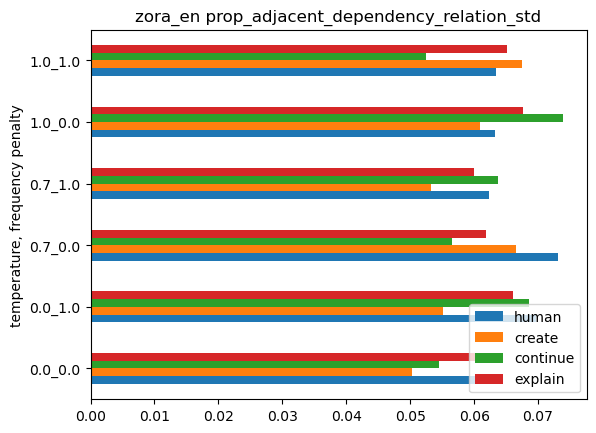 zora_en prop_adjacent_dependency_relation_std
temperature, frequency penalty
1.0_1.0
1.0_0.0
0.7_1.0
0.7_0.0
0.0_1.0
0.0_0.0
human
create
continue
explain
0.00 0.01 0.02 0.03 0.04 0.05 0.06 0.07